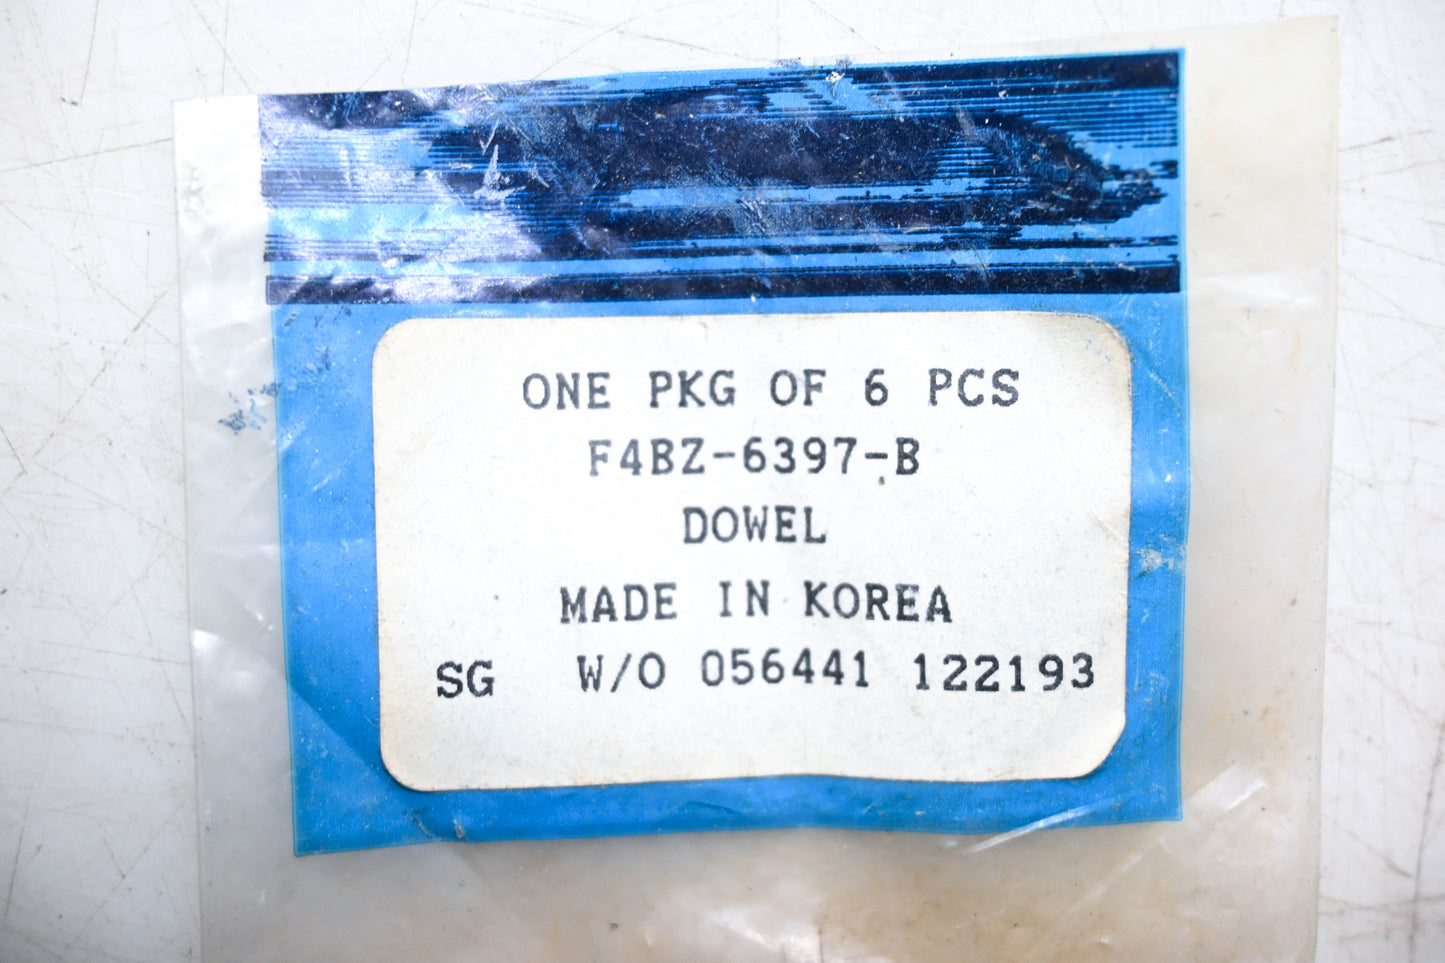 ONE PKG OF 6 PCS
F4BZ-6397-B
DOWEL
MADE IN KOREA
SG W/O 056441 122193